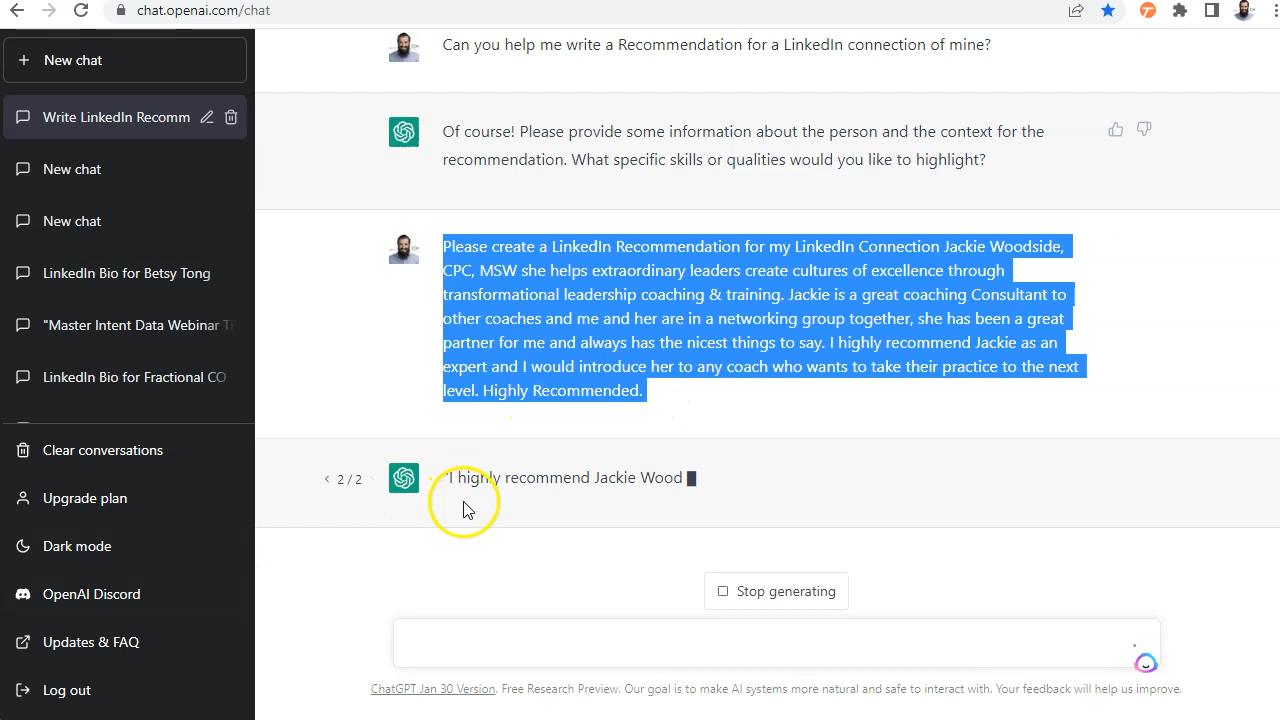 chat.openai.com/chat
New chat
Write LinkedIn Recomm
New chat
New chat
LinkedIn Bio for Betsy Tong
"Master Intent Data Webinar T
LinkedIn Bio for Fractional CO
Clear conversations
Upgrade plan
Dark mode
OpenAI Discord
Updates & FAQ
Log out
Can you help me write a Recommendation for a LinkedIn connection of mine?
Of course! Please provide some information about the person and the context for the
recommendation. What specific skills or qualities would you like to highlight?
Please create a LinkedIn Recommendation for my LinkedIn Connection Jackie Woodside,
CPC, MSW she helps extraordinary leaders create cultures of excellence through
transformational leadership coaching & training. Jackie is a great coaching Consultant to
other coaches and me and her are in a networking group together, she has been a great
partner for me and always has the nicest things to say. I highly recommend Jackie as an
expert and I would introduce her to any coach who wants to take their practice to the next
level. Highly Recommended.
2 / 2
"I highly recommend Jackie Wood
Stop generating
ChatGPT Jan 30 Version. Free Research Preview. Our goal is to make AI systems more natural and safe to interact with. Your feedback will help us improve.